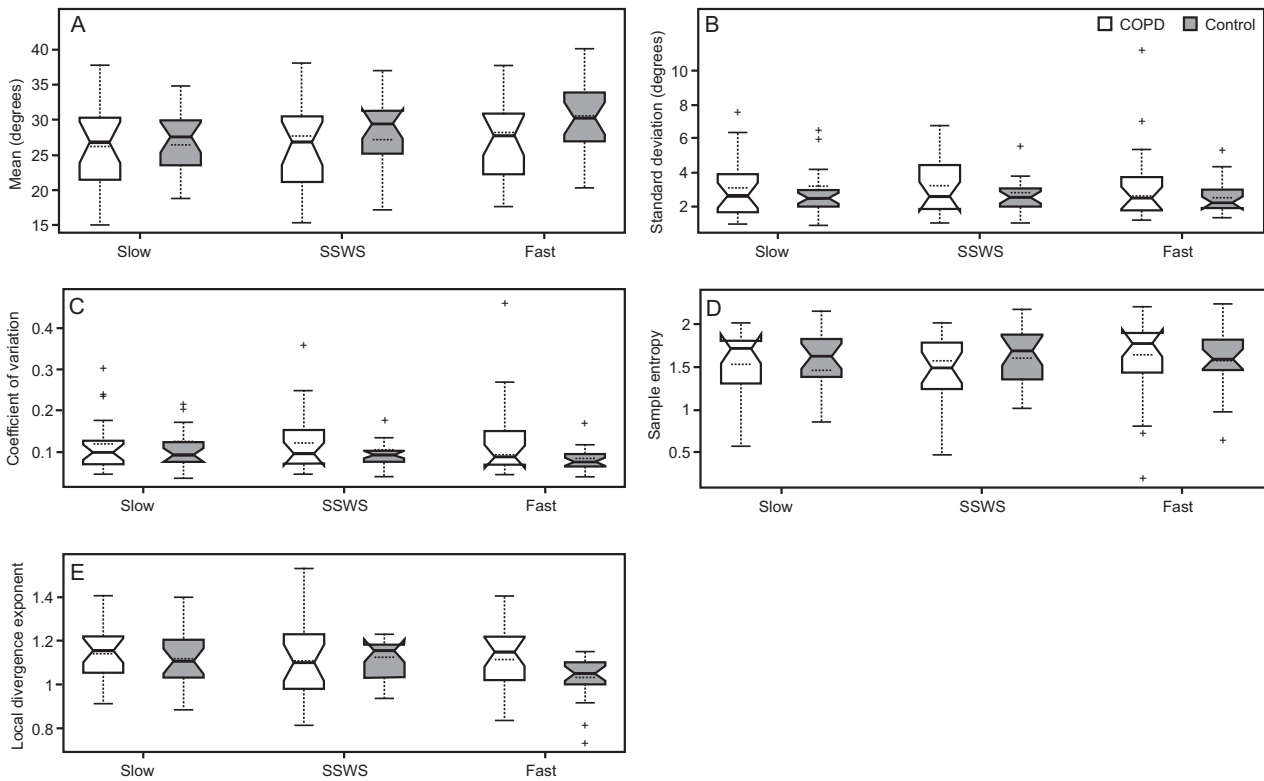 A
Mean (degrees)
40
35
30
25
20
15
Slow
SSWS
Fast
B
COPD
Control
Standard deviation (degrees)
10
8
6
4
2
Slow
SSWS
Fast
C
Coefficient of variation
0.4
0.3
0.2
0.1
Slow
SSWS
Fast
D
Sample entropy
2
1.5
1
0.5
Slow
SSWS
Fast
E
Local divergence exponent
1.4
1.2
1
0.8
Slow
SSWS
Fast